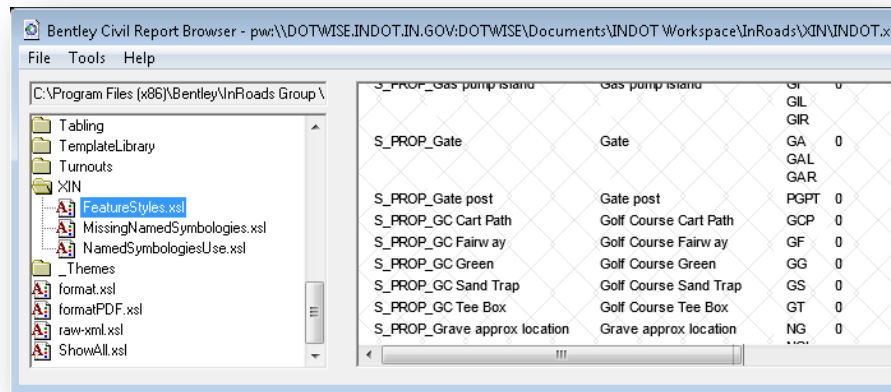 Bentley Civil Report Browser - pw:\\DOTWISE.INDOT.IN.GOV:DOTWISE\Documents\INDOT Workspace\InRoads\XIN\INDOT.x
File Tools Help
C:\Program Files (x86)\Bentley\InRoads Group\
Tabling
TemplateLibrary
Turnouts
XIN
FeatureStyles.xsl
MissingNamedSymbologies.xsl
NamedSymbologiesUse.xsl
_Themes
format.xsl
formatPDF.xsl
raw-xml.xsl
ShowAll.xsl
S_PROP_Gas pump island Gas pump island GI 0
GIL
GIR
S_PROP_Gate Gate GA 0
GAL
GAR
S_PROP_Gate post Gate post PGPT 0
S_PROP_GC Cart Path Golf Course Cart Path GCP 0
S_PROP_GC Fairway Golf Course Fairway GF 0
S_PROP_GC Green Golf Course Green GG 0
S_PROP_GC Sand Trap Golf Course Sand Trap GS 0
S_PROP_GC Tee Box Golf Course Tee Box GT 0
S_PROP_Grave approx location Grave approx location NG 0